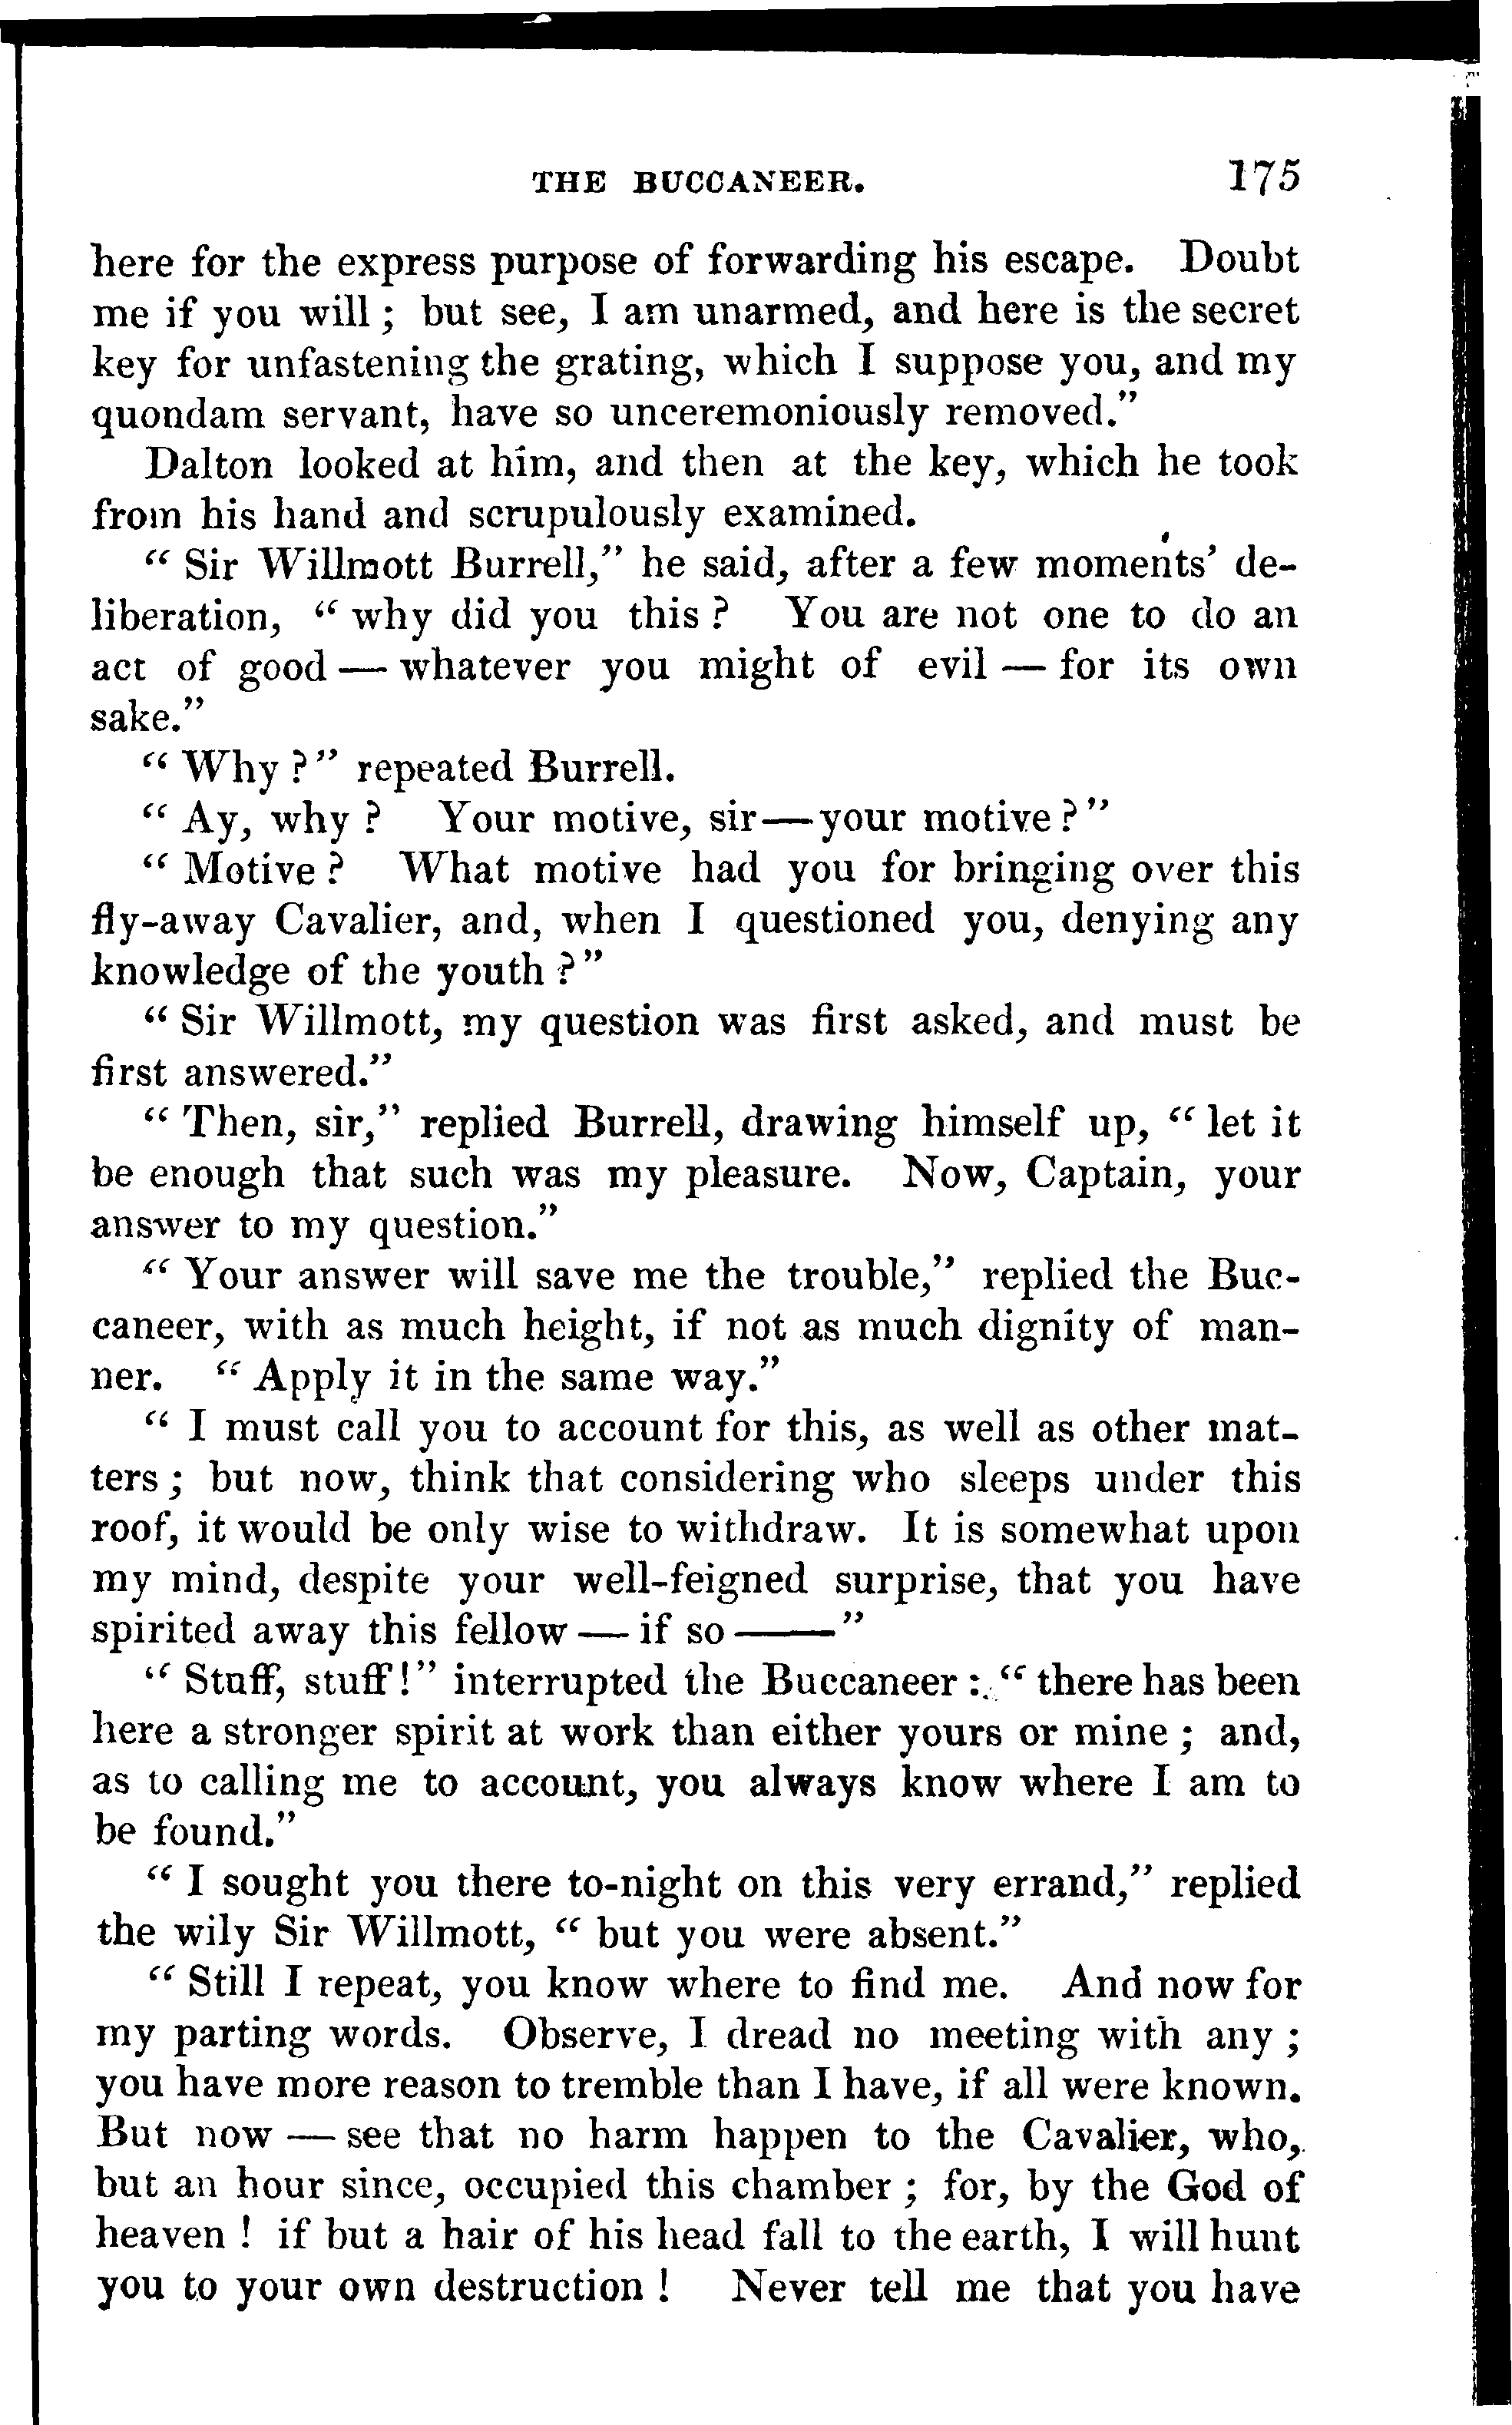 THE BUCCANEER. 175
here for the express purpose of forwarding his escape. Doubt
me if you will ; but see, I am unarmed, and here is the secret
key for unfastening the grating, which I suppose you, and my
quondam servant, have so unceremoniously removed.”
Dalton looked at him, and then at the key, which he took
from his hand and scrupulously examined.
“ Sir Willmott Burrell,” he said, after a few moments’ de-
liberation, “ why did you this ? You are not one to do an
act of good — whatever you might of evil — for its own
sake.”
“ Why ?” repeated Burrell.
“ Ay, why ? Your motive, sir—your motive ?”
“ Motive ? What motive had you for bringing over this
fly-away Cavalier, and, when I questioned you, denying any
knowledge of the youth ?”
“ Sir Willmott, my question was first asked, and must be
first answered.”
“ Then, sir,” replied Burrell, drawing himself up, “ let it
be enough that such was my pleasure. Now, Captain, your
answer to my question.”
“ Your answer will save me the trouble,” replied the Buc-
caneer, with as much height, if not as much dignity of man-
ner. “ Apply it in the same way.”
“ I must call you to account for this, as well as other mat-
ters ; but now, think that considering who sleeps under this
roof, it would be only wise to withdraw. It is somewhat upon
my mind, despite your well-feigned surprise, that you have
spirited away this fellow — if so ——”
“ Stuff, stuff !” interrupted the Buccaneer : “ there has been
here a stronger spirit at work than either yours or mine ; and,
as to calling me to account, you always know where I am to
be found.”
“ I sought you there to-night on this very errand,” replied
the wily Sir Willmott, “ but you were absent.”
“ Still I repeat, you know where to find me. And now for
my parting words. Observe, I dread no meeting with any ;
you have more reason to tremble than I have, if all were known.
But now — see that no harm happen to the Cavalier, who,
but an hour since, occupied this chamber ; for, by the God of
heaven ! if but a hair of his head fall to the earth, I will hunt
you to your own destruction ! Never tell me that you have